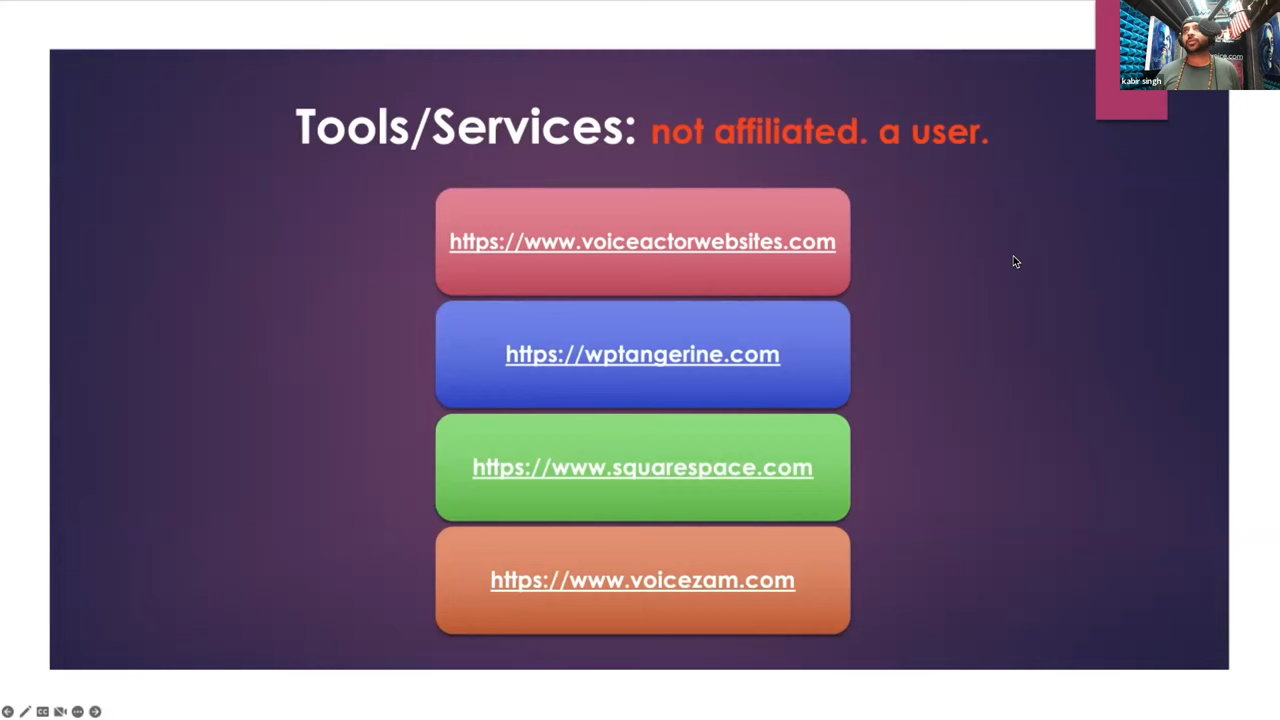 Tools/Services: not affiliated. a user.
https://www.voiceactorwebsites.com
https://wptangerine.com
https://www.squarespace.com
https://www.voicezam.com
kabir singh